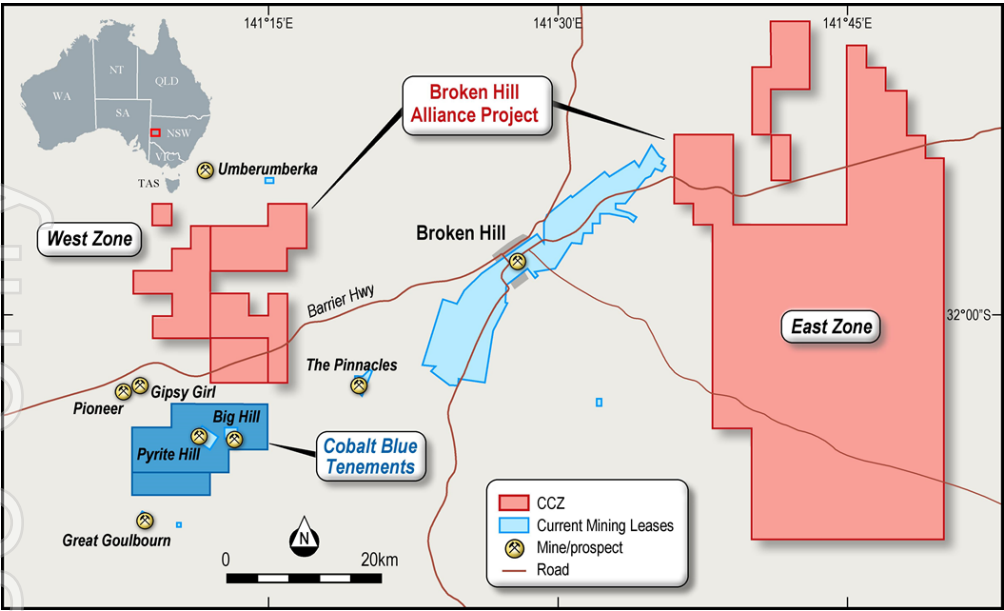 141°15'E
141°30'E
141°45'E
NT
QLD
WA
SA
NSW
VIC
TAS
Broken Hill
Alliance Project
Umberumberka
West Zone
Broken Hill
Barrier Hwy
32°00"S
East Zone
The Pinnacles
Gipsy Girl
Pioneer
Big Hill
Pyrite Hill
Cobalt Blue
Tenements
Great Goulbourn
N
0 20km
CCZ
Current Mining Leases
Mine/prospect
Road